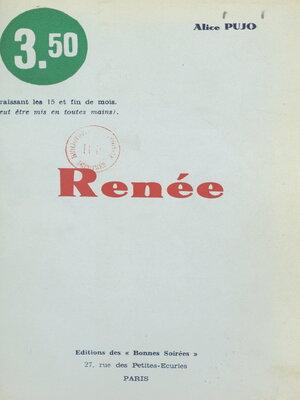 Alice PUJO
3.50
raissant les 15 et fin de mois.
eut être mis en toutes mains).
Renée
Editions des « Bonnes Soirées »
27, rue des Petites-Ecuries
PARIS